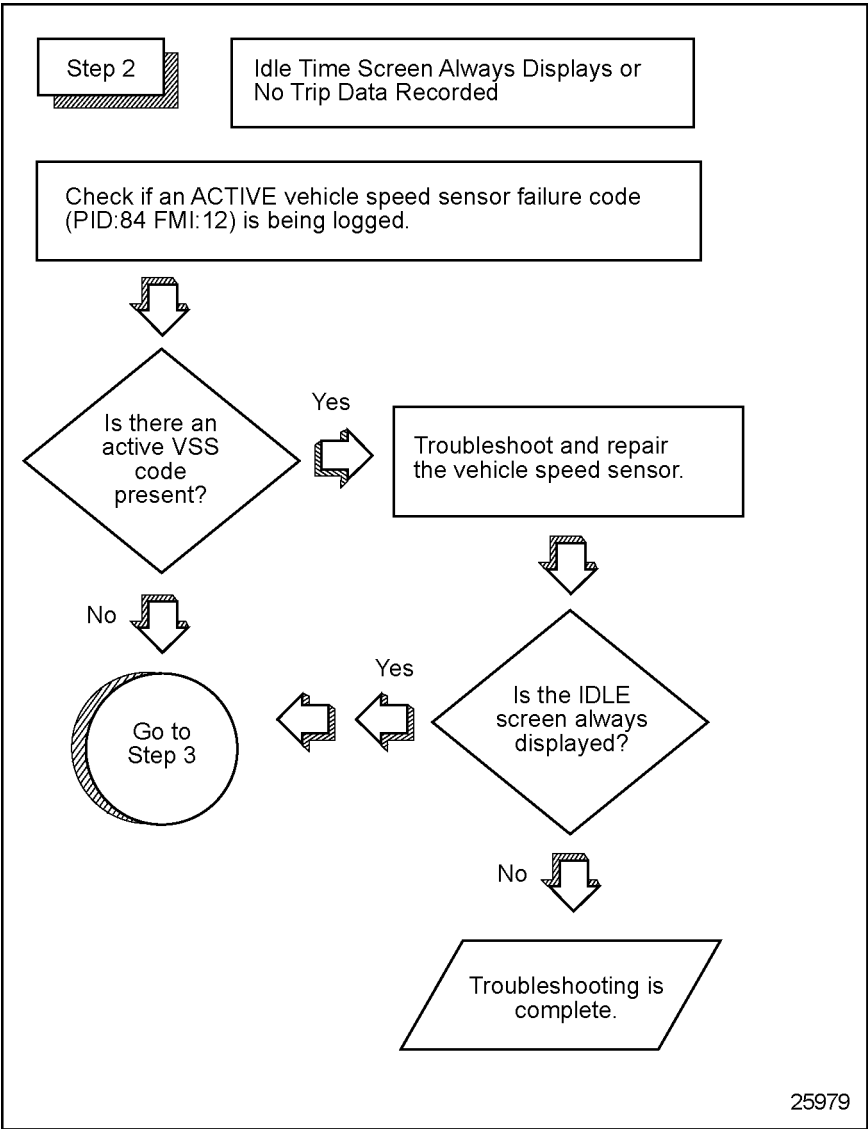 Step 2
Idle Time Screen Always Displays or
No Trip Data Recorded
Check if an ACTIVE vehicle speed sensor failure code
(PID:84 FMI:12) is being logged.
Is there an
active VSS
code
present?
Yes
Troubleshoot and repair
the vehicle speed sensor.
No
Go to
Step 3
Yes
Is the IDLE
screen always
displayed?
No
Troubleshooting is
complete.
25979